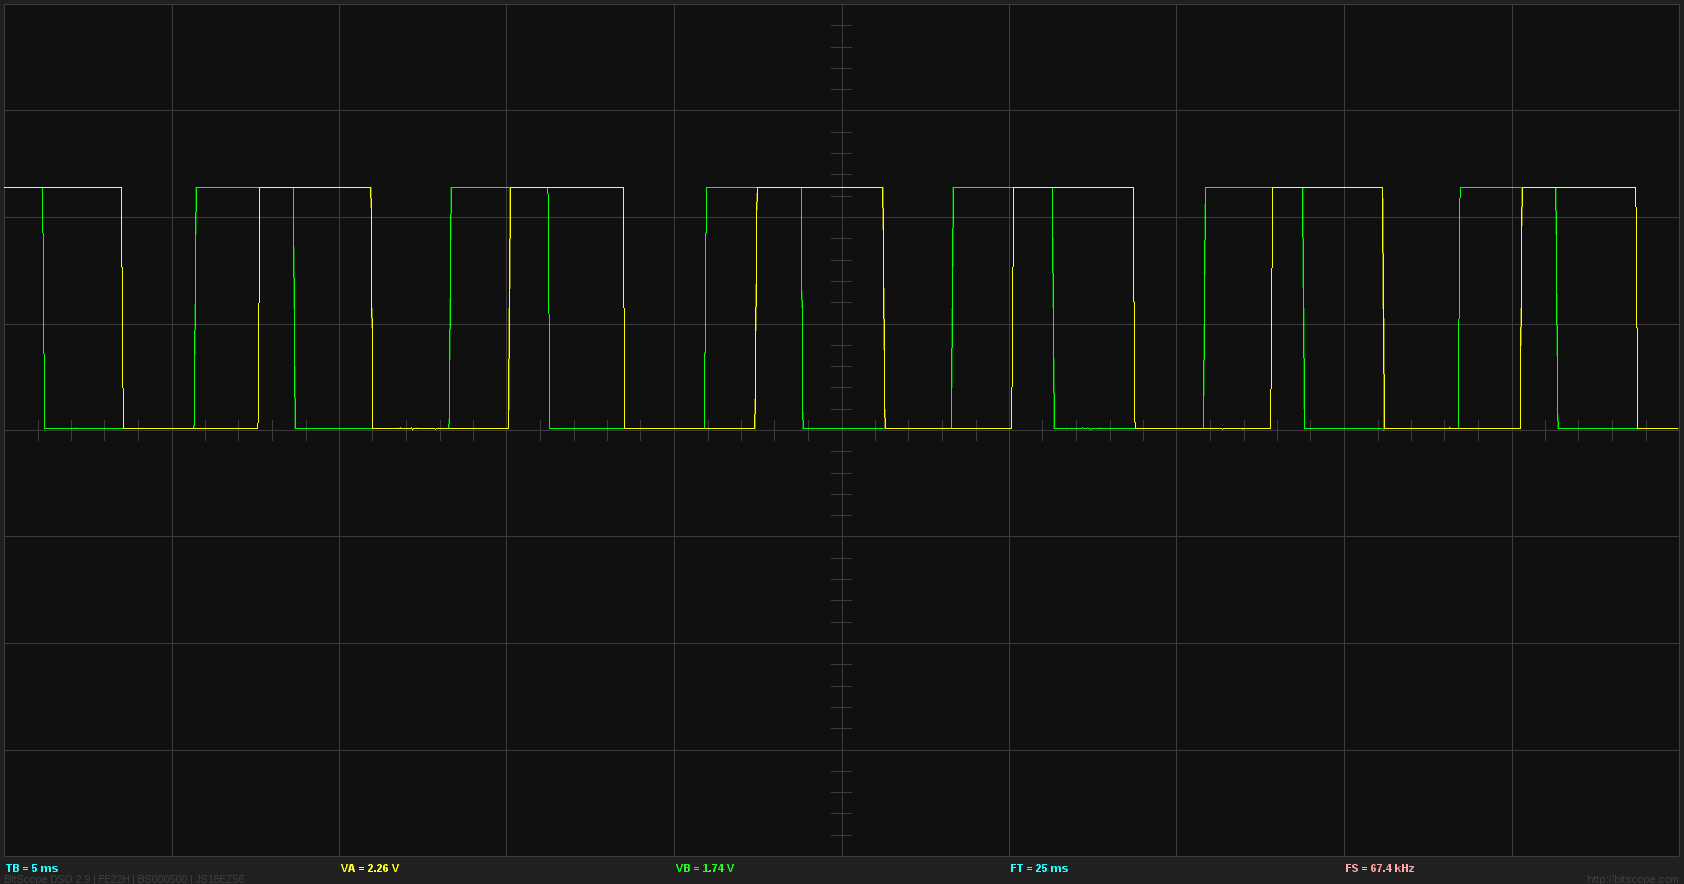 TB = 5 ms VA = 2.26 V VB = 1.74 V FT = 25 ms FS = 67.4 kHz
BitScope DSO 2.9 | FE22H | BS000500 | JS18EZ56 http://bitscope.com